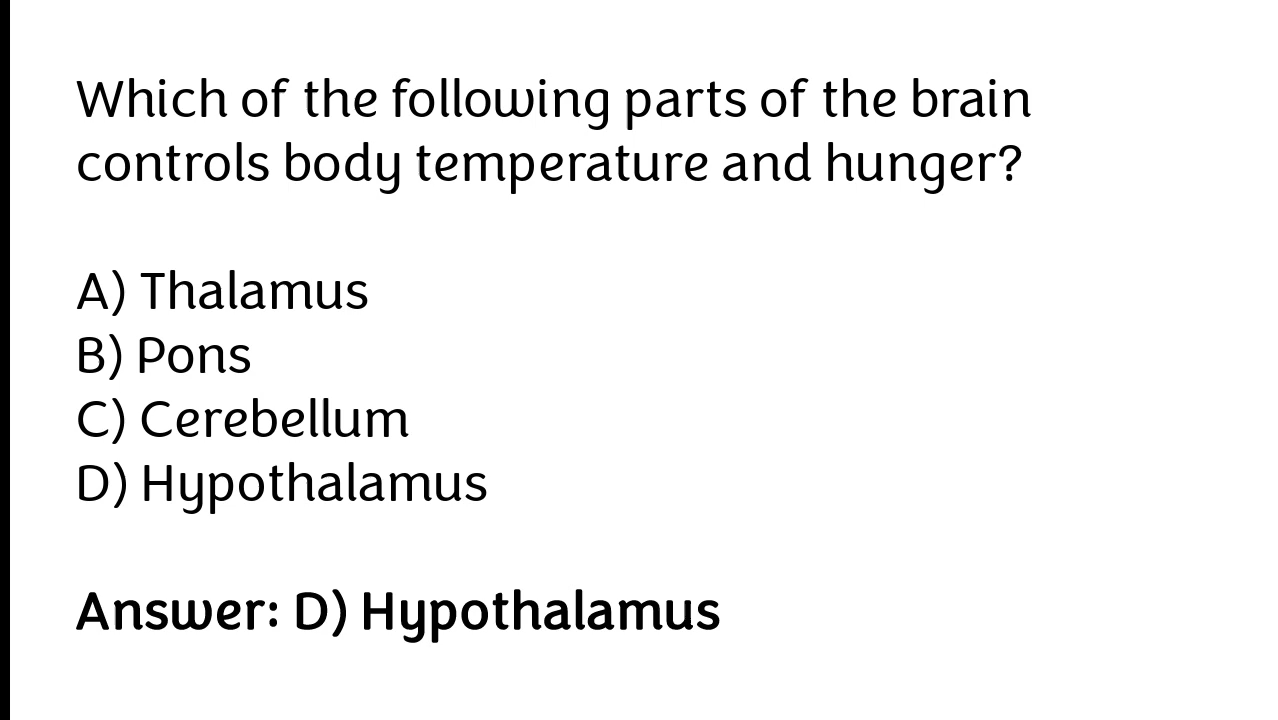 Which of the following parts of the brain
controls body temperature and hunger?
A) Thalamus
B) Pons
C) Cerebellum
D) Hypothalamus
Answer: D) Hypothalamus